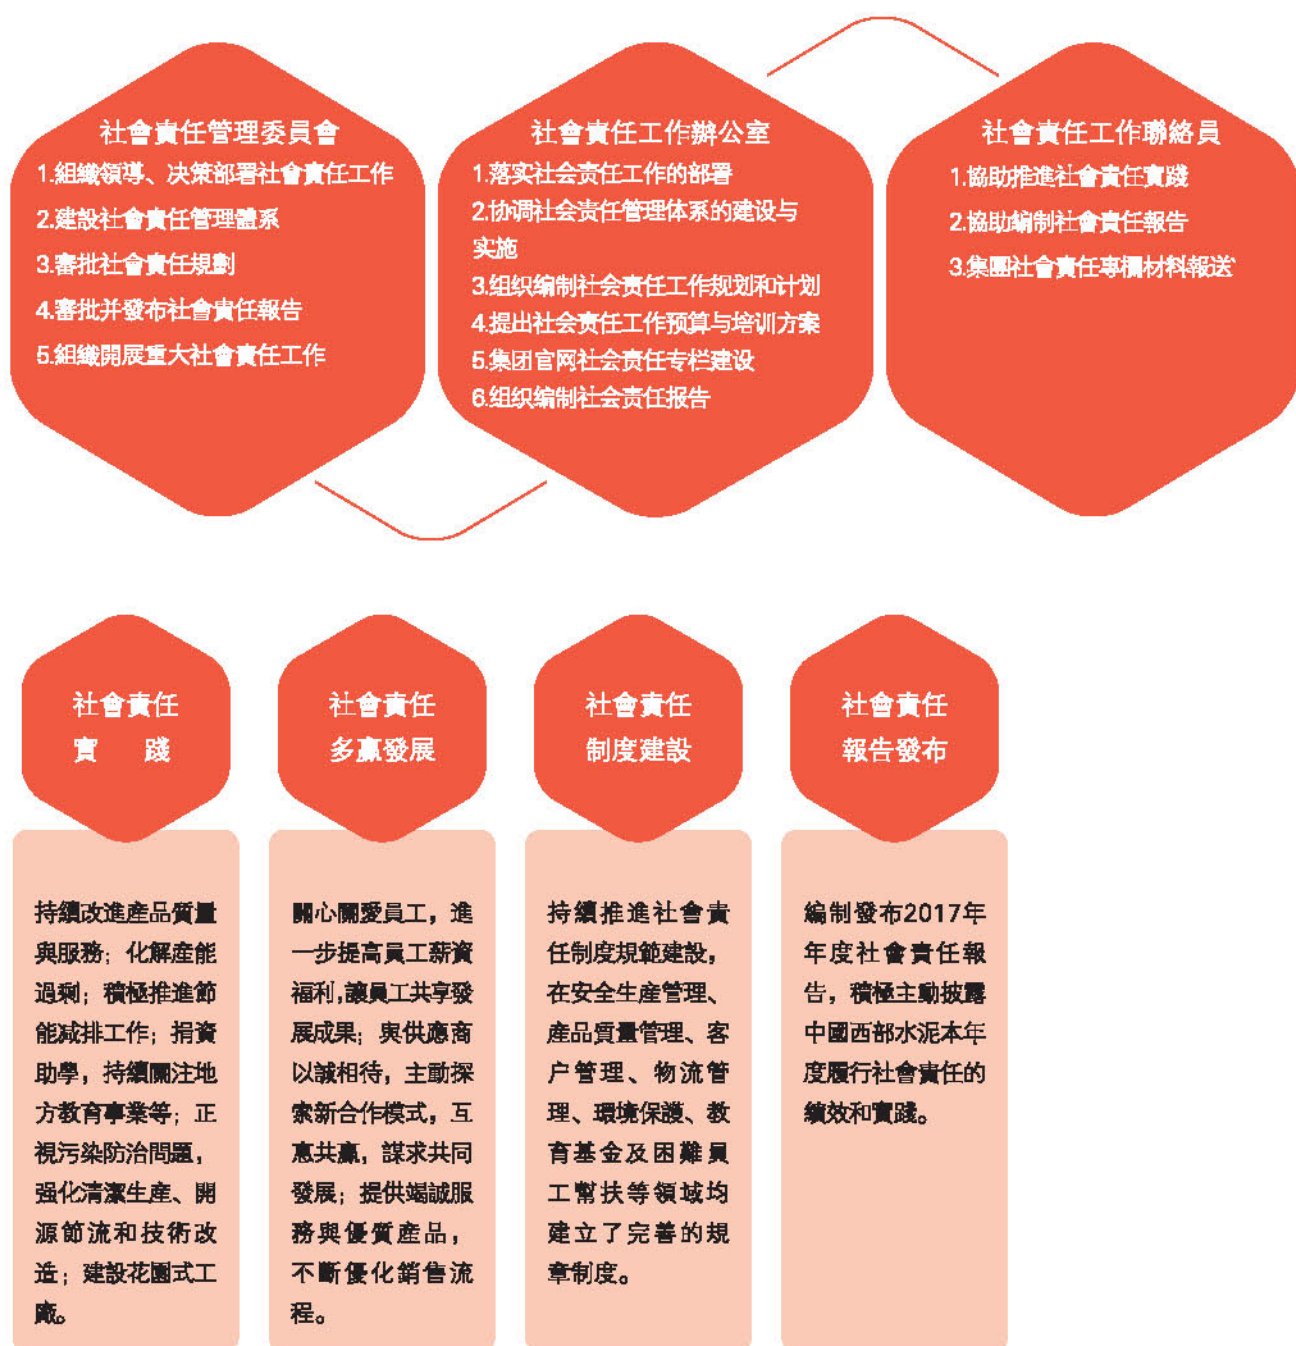 社會責任管理委員會
1.組織領導、决策部署社會責任工作
2.建設社會責任管理體系
3.審批社會責任規劃
4.審批并發布社會責任報告
5.組織開展重大社會責任工作
社會責任工作辦公室
1.落实社会责任工作的部署
2.协调社会责任管理体系的建设与
实施
3.组织编制社会责任工作规划和计划
4.提出社会责任工作预算与培训方案
5.集团官网社会责任专栏建设
6.组织编制社会责任报告
社會責任工作聯絡員
1.協助推進社會責任實踐
2.協助編制社會責任報告
3.集團社會責任專欄材料報送
社會責任
實 踐
持續改進產品質量
與服務；化解產能
過剩；積極推進節
能减排工作；捐資
助學，持續關注地
方教育事業等；正
視污染防治問題，
强化清潔生產、開
源節流和技術改
造；建設花園式工
廠。
社會責任
多贏發展
關心關愛員工，進
一步提高員工薪資
福利，讓員工共享發
展成果；與供應商
以誠相待，主動探
索新合作模式，互
惠共贏，謀求共同
發展；提供竭誠服
務與優質產品，
不斷優化銷售流
程。
社會責任
制度建設
持續推進社會責
任制度規範建設，
在安全生產管理、
產品質量管理、客
户管理、物流管
理、環境保護、教
育基金及困難員
工幫扶等領域均
建立了完善的規
章制度。
社會責任
報告發布
編制發布2017年
年度社會責任報
告，積極主動披露
中國西部水泥本年
度履行社會責任的
績效和實踐。